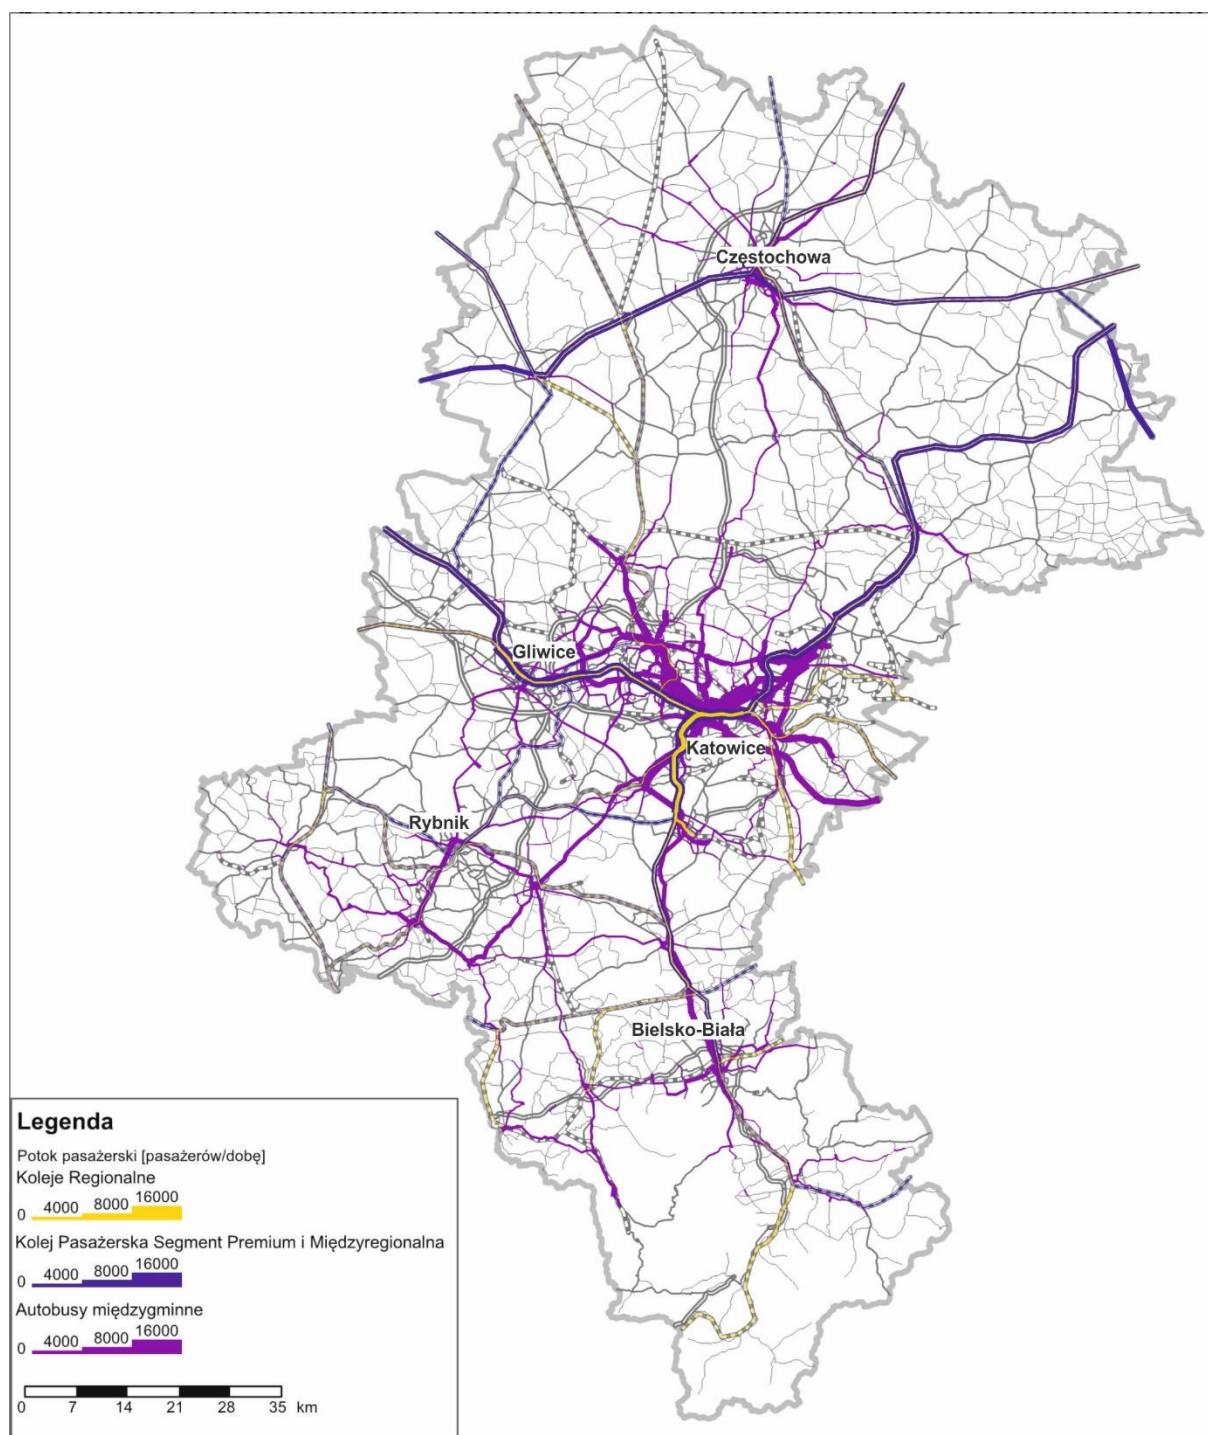 Częstochowa
Gliwice
Katowice
Rybnik
Bielsko-Biała
Legenda
Potok pasażerski [pasażerów/dobę]
Koleje Regionalne
0 4000 8000 16000
Kolej Pasażerska Segment Premium i Międzyregionalna
0 4000 8000 16000
Autobusy międzygminne
0 4000 8000 16000
0 7 14 21 28 35 km